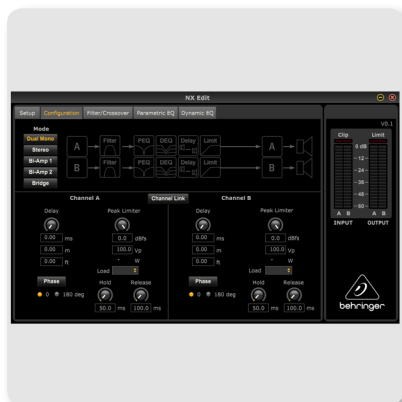 NX Edit
Setup Configuration Filter/Crossover Parametric EQ Dynamic EQ
V0.1
Mode
Dual Mono
Stereo
Bi-Amp 1
Bi-Amp 2
Bridge
A Filter PEQ DEQ Delay Limit A
B Filter PEQ DEQ Delay Limit B
Channel A Channel Link Channel B
Delay Peak Limiter Delay Peak Limiter
0.00 ms 0.0 dBfs 0.00 ms 0.0 dBfs
0.00 m 100.0 Vp 0.00 m 100.0 Vp
0.00 ft - W 0.00 ft - W
Load Load
Phase Hold Release Phase Hold Release
0 180 deg 0 180 deg
50.0 ms 100.0 ms 50.0 ms 100.0 ms
Clip Limit
0 dB
-12-
-24-
-36-
-48-
A B A B
INPUT OUTPUT
behringer